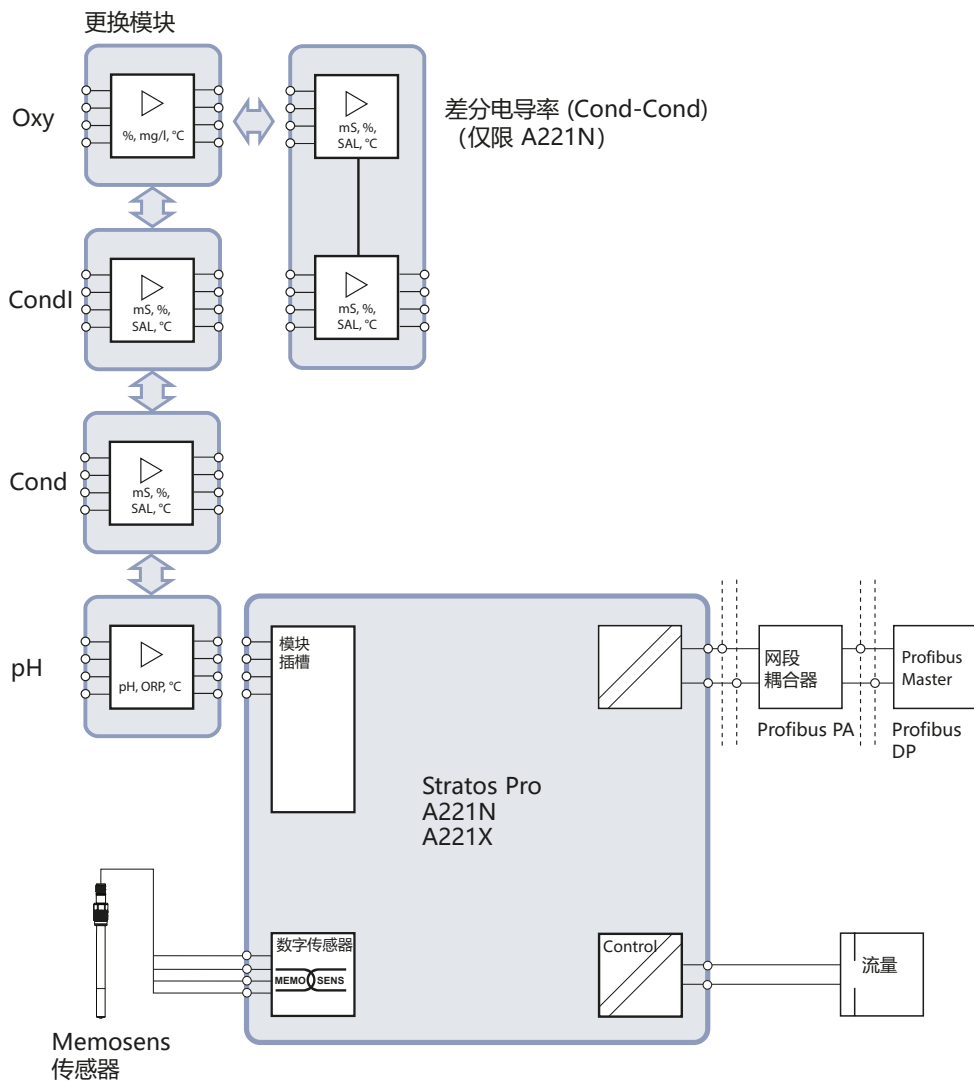 更换模块
Oxy
%, mg/l, °C
mS, %,
SAL, °C
差分电导率 (Cond-Cond)
（仅限 A221N）
CondI
mS, %,
SAL, °C
mS, %,
SAL, °C
Cond
mS, %,
SAL, °C
pH
pH, ORP, °C
模块
插槽
网段
耦合器
Profibus
Master
Profibus PA
Profibus
DP
Stratos Pro
A221N
A221X
数字传感器
MEMO SENS
Control
流量
Memosens
传感器